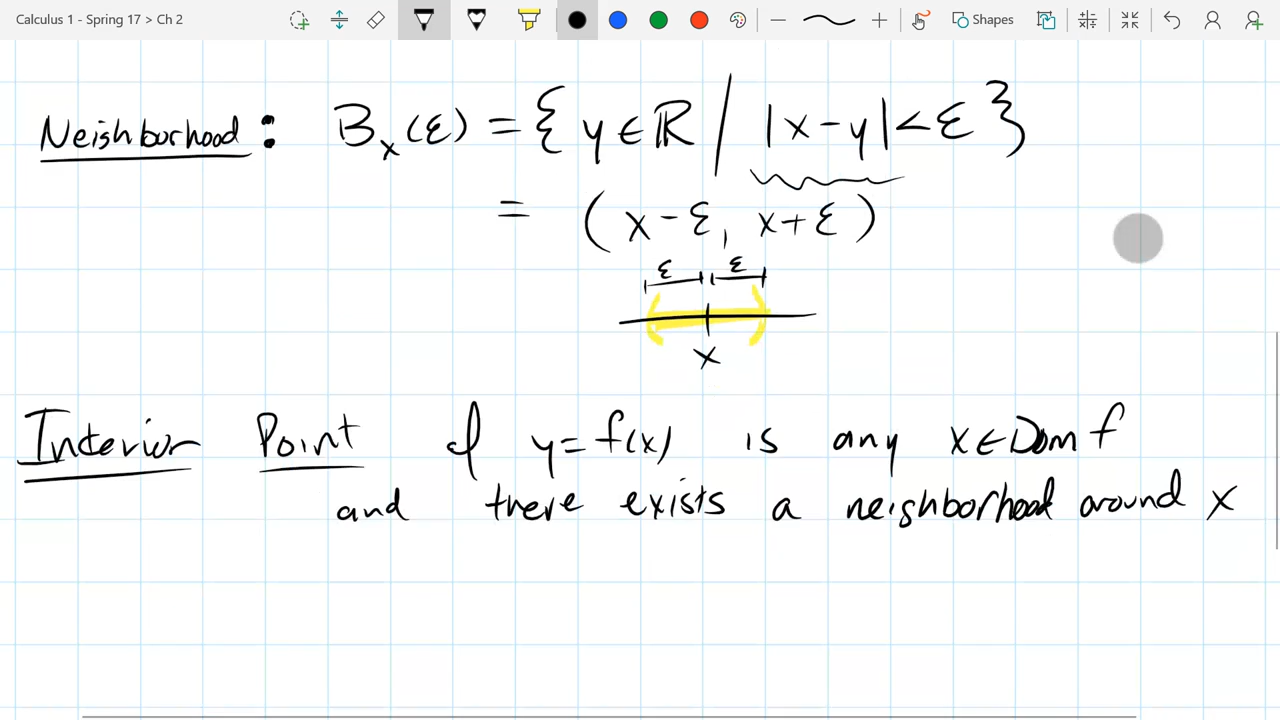 Calculus 1 - Spring 17 > Ch 2
Shapes
Neighborhood: Bₓ(ε) = { y ∈ ℝ / |x-y| < ε }
= (x-ε, x+ε)
ε ε
x
Interior Point of y = f(x) is any x ∈ Dom f
and there exists a neighborhood around x